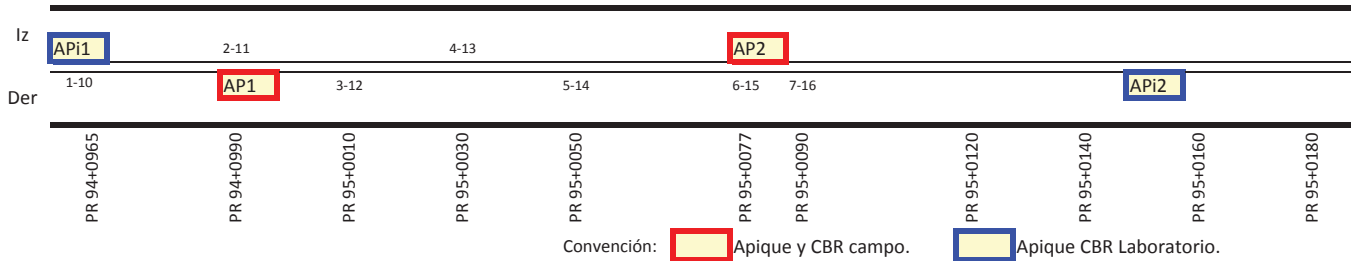 Iz
APi1
2-11
4-13
AP2
Der
1-10
AP1
3-12
5-14
6-15
7-16
APi2
PR 94+0965
PR 94+0990
PR 95+0010
PR 95+0030
PR 95+0050
PR 95+0077
PR 95+0090
PR 95+0120
PR 95+0140
PR 95+0160
PR 95+0180
Convención:
Apique y CBR campo.
Apique CBR Laboratorio.